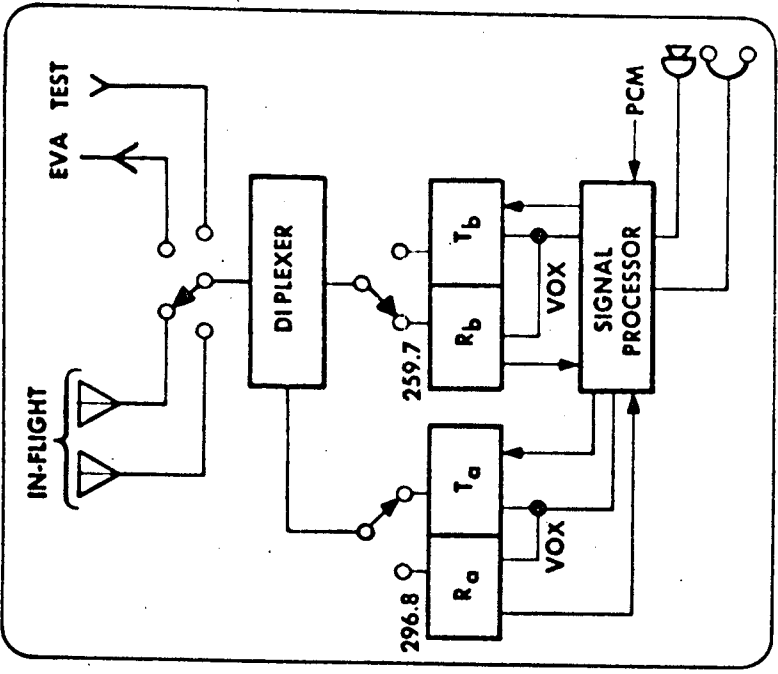 IN-FLIGHT
EVA
TEST
DIPLEXER
296.8
259.7
Ra
Ta
Rb
Tb
VOX
VOX
SIGNAL
PROCESSOR
PCM